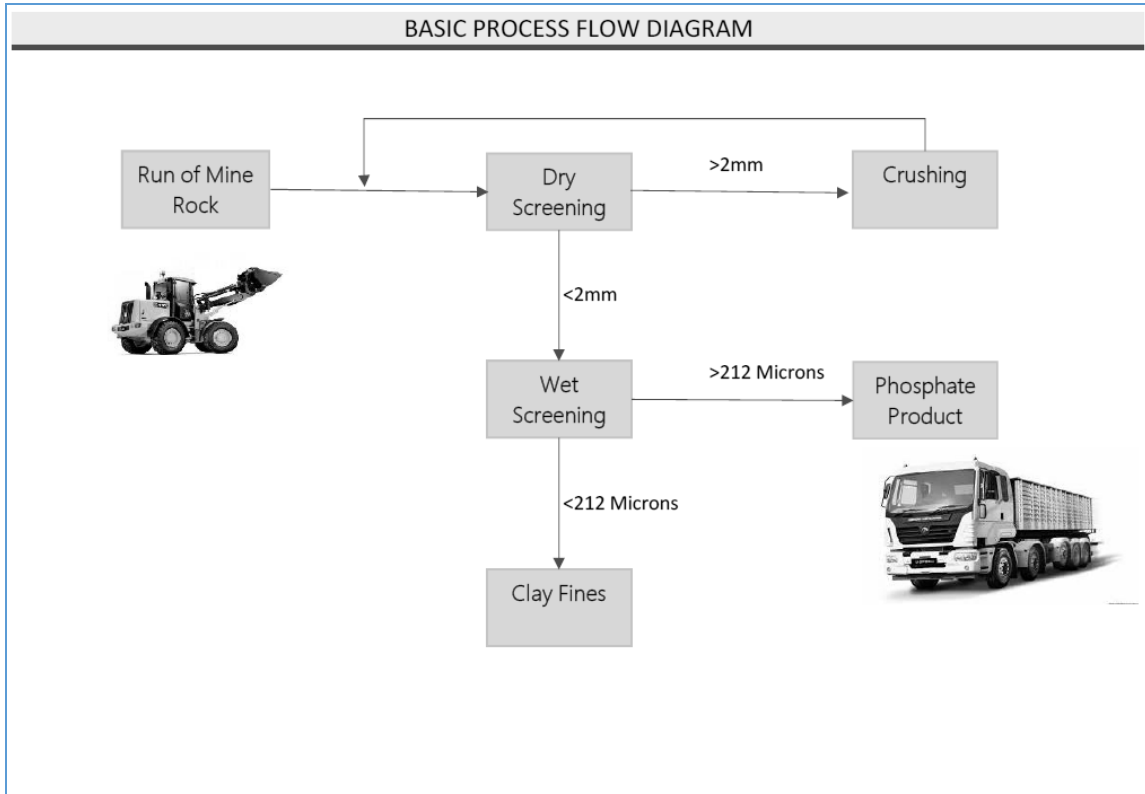 BASIC PROCESS FLOW DIAGRAM
Run of Mine
Rock
Dry
Screening
>2mm
Crushing
<2mm
Wet
Screening
>212 Microns
Phosphate
Product
<212 Microns
Clay Fines